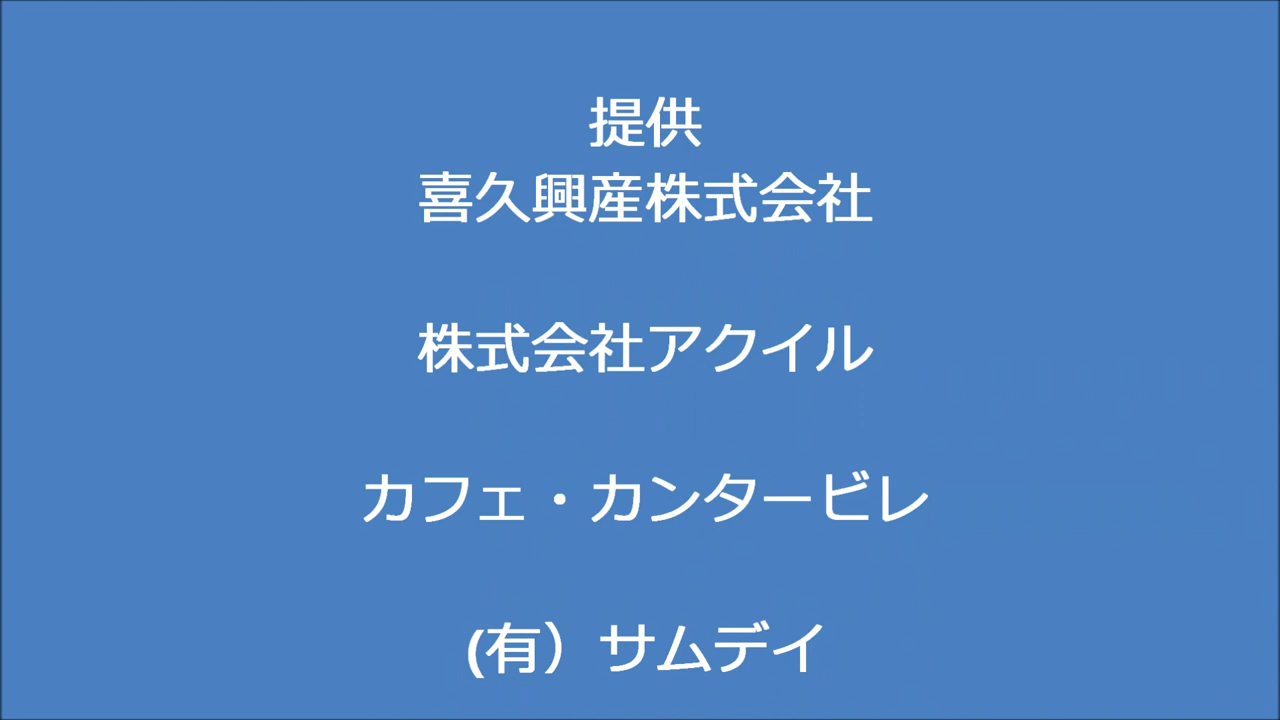 提供
喜久興産株式会社
株式会社アクイル
カフェ・カンタービレ
(有）サムデイ